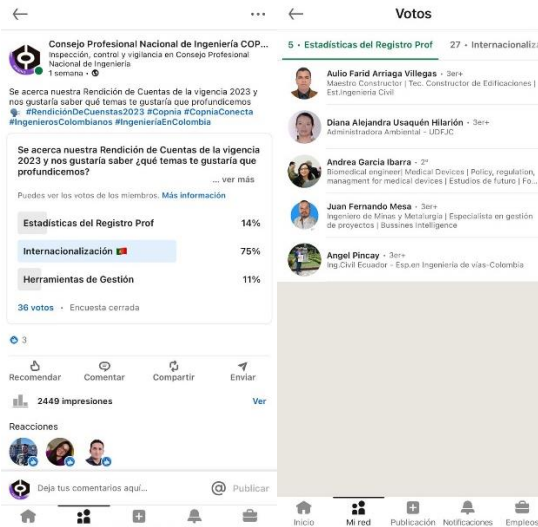 Consejo Profesional Nacional de Ingeniería COP...
Inspección, control y vigilancia en Consejo Profesional
Nacional de Ingeniería
1 semana •
Se acerca nuestra Rendición de Cuentas de la vigencia 2023 y
nos gustaría saber qué temas te gustaría que profundicemos
#RendiciónDeCuenstas2023 #Copnia #CopniaConecta
#IngenierosColombianos #IngenieríaEnColombia
Se acerca nuestra Rendición de Cuentas de la vigencia
2023 y nos gustaría saber ¿qué temas te gustaría que
profundicemos?
... ver más
Puedes ver los votos de los miembros. Más información
Estadísticas del Registro Prof 14%
Internacionalización 🇵🇹 75%
Herramientas de Gestión 11%
36 votos • Encuesta cerrada
3
Recomendar Comentar Compartir Enviar
2449 impresiones Ver
Reacciones
Deja tus comentarios aquí... @ Publicar
Votos
5 • Estadísticas del Registro Prof 27 • Internacionaliza
Aulio Farid Arriaga Villegas • 3er+
Maestro Constructor | Tec. Constructor de Edificaciones |
Est.Ingenieria Civil
Diana Alejandra Usaquén Hilarión • 3er+
Administradora Ambiental - UDFJC
Andrea Garcia Ibarra • 2°
Biomedical engineer| Medical Devices | Policy, regulation,
managment for medical devices | Estudios de futuro | Fo...
Juan Fernando Mesa • 3er+
Ingeniero de Minas y Metalurgia | Especialista en gestión
de proyectos | Bussines Intelligence
Angel Pincay • 3er+
Ing.Civil Ecuador - Esp.en Ingeniería de vías-Colombia
Inicio Mi red Publicación Notificaciones Empleos